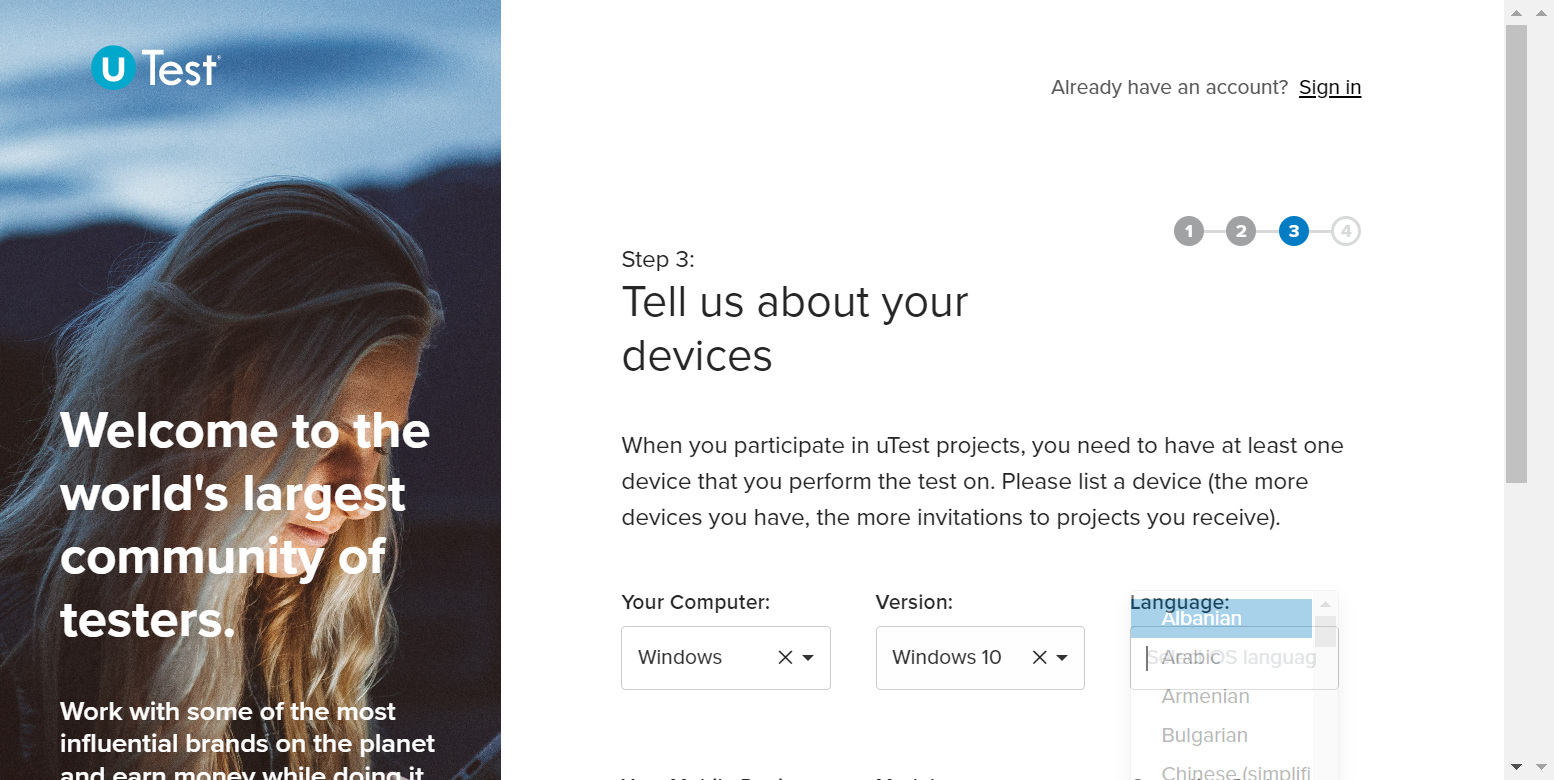 uTest
Already have an account? Sign in
1 2 3 4
Step 3:
Tell us about your
devices
When you participate in uTest projects, you need to have at least one
device that you perform the test on. Please list a device (the more
devices you have, the more invitations to projects you receive).
Your Computer: Version: Language:
Windows Windows 10
Albanian
Arabic
Armenian
Bulgarian
Chinese (simplifi
Welcome to the
world's largest
community of
testers.
Work with some of the most
influential brands on the planet
and earn money while doing it